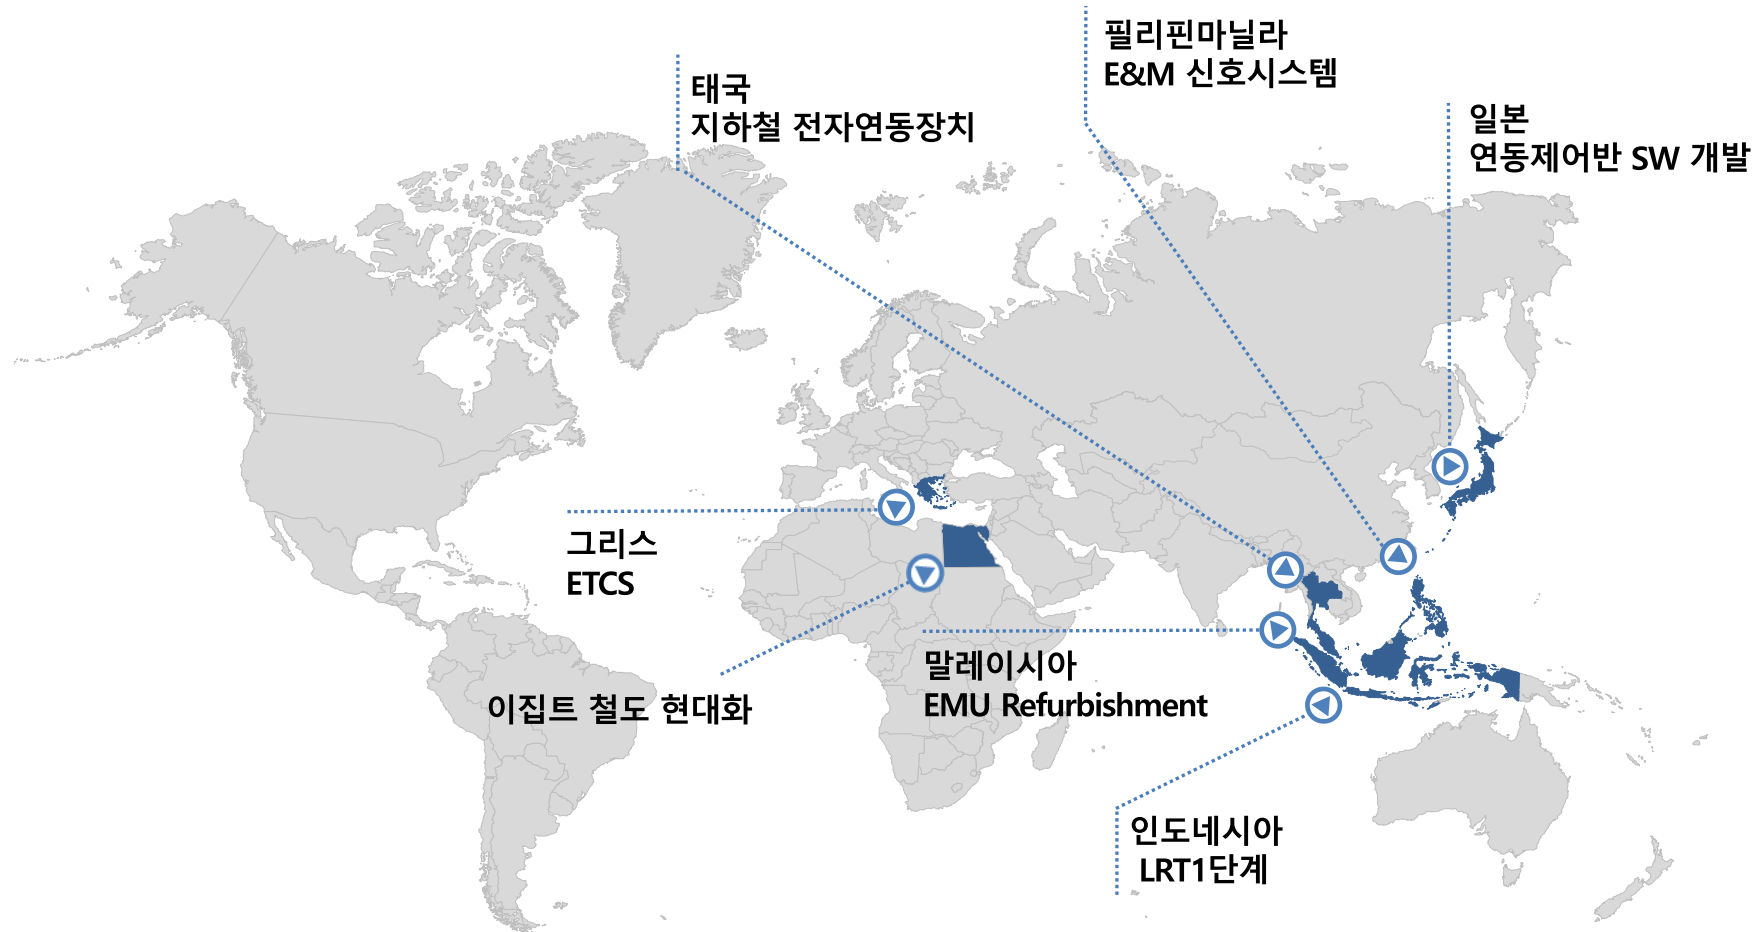 필리핀마닐라
E&M 신호시스템
태국
지하철 전자연동장치
일본
연동제어반 SW 개발
그리스
ETCS
이집트 철도 현대화
말레이시아
EMU Refurbishment
인도네시아
LRT1단계